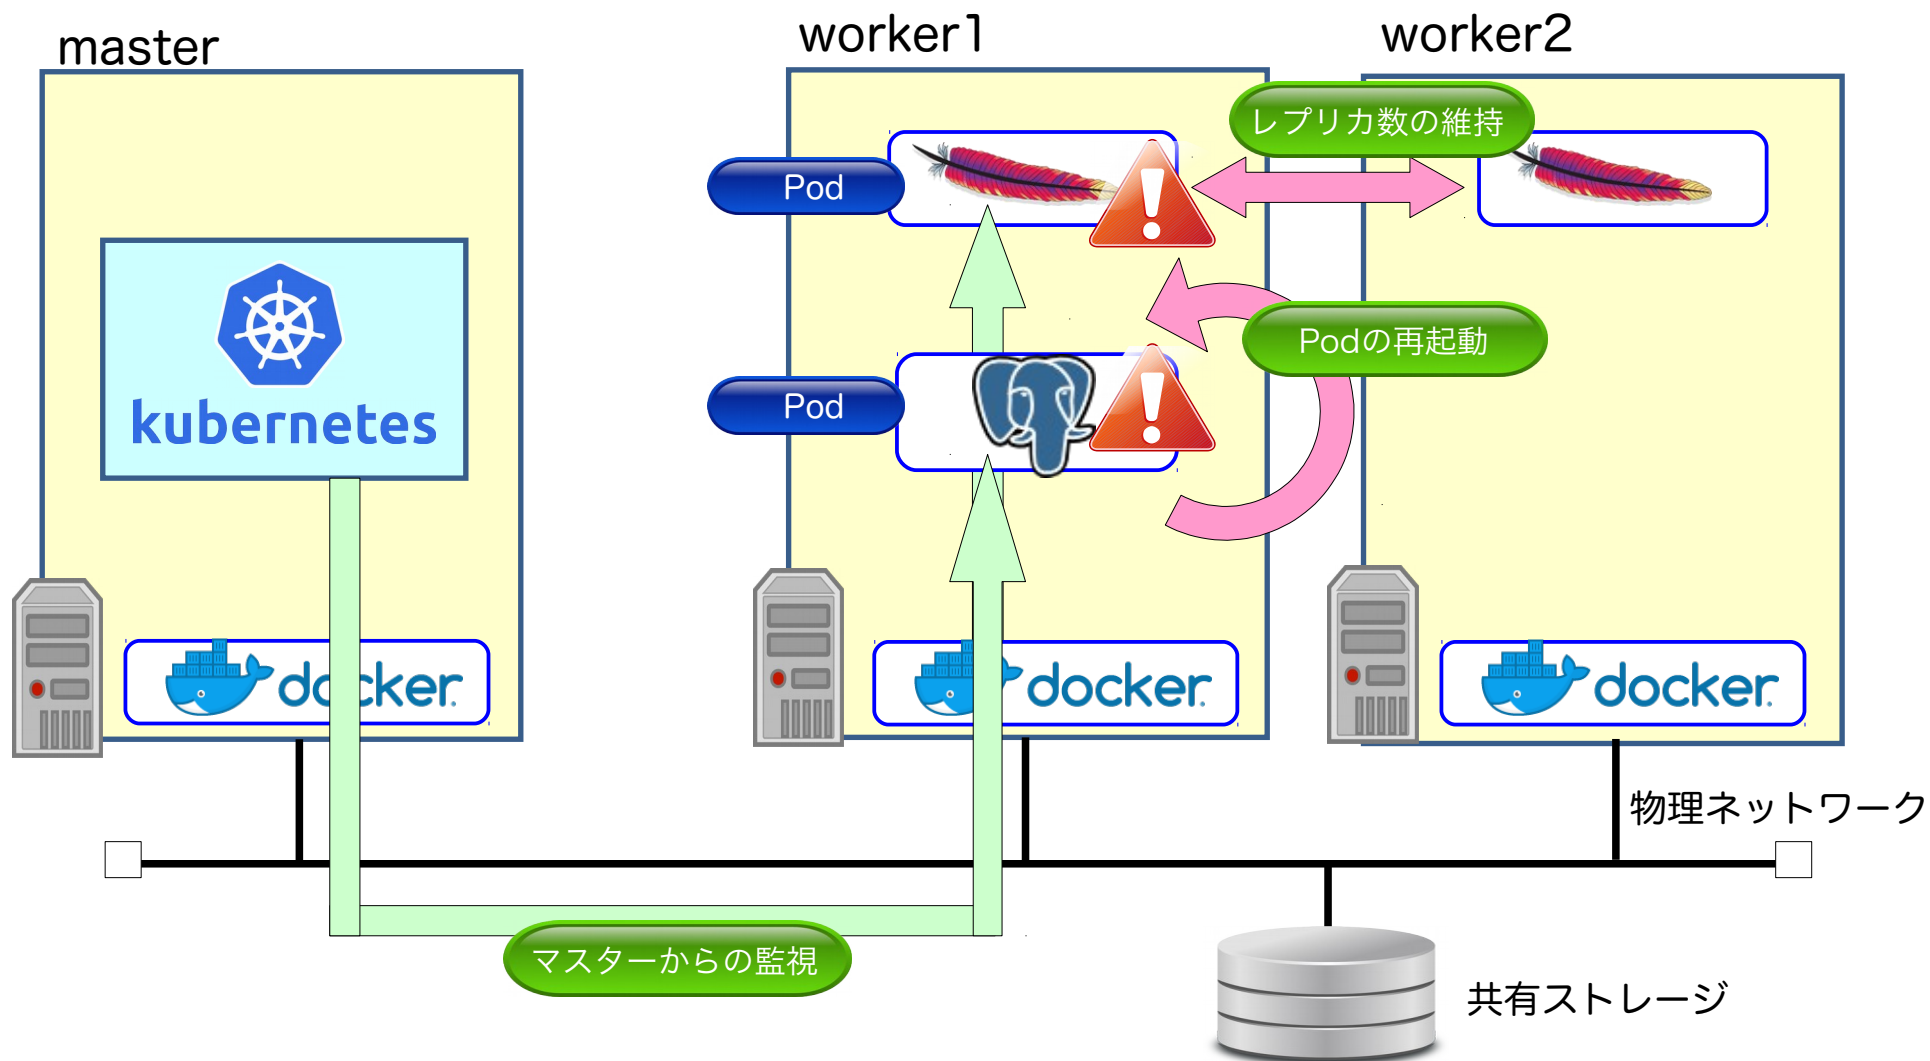 master
worker1
worker2
レプリカ数の維持
Pod
kubernetes
Podの再起動
Pod
docker
docker
docker
物理ネットワーク
マスターからの監視
共有ストレージ